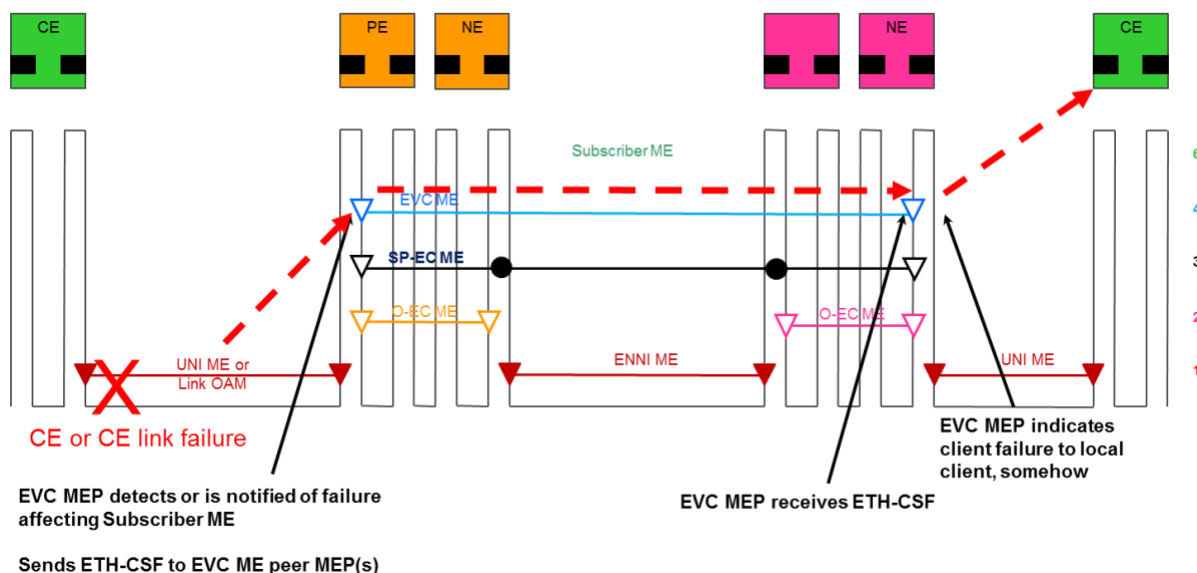 CE
PE
NE
NE
CE
Subscriber ME
6
EVC ME
4
SP-EC ME
3
O-EC ME
O-EC ME
2
UNI ME or
Link OAM
ENNI ME
UNI ME
1
CE or CE link failure
EVC MEP detects or is notified of failure
affecting Subscriber ME
Sends ETH-CSF to EVC ME peer MEP(s)
EVC MEP receives ETH-CSF
EVC MEP indicates
client failure to local
client, somehow